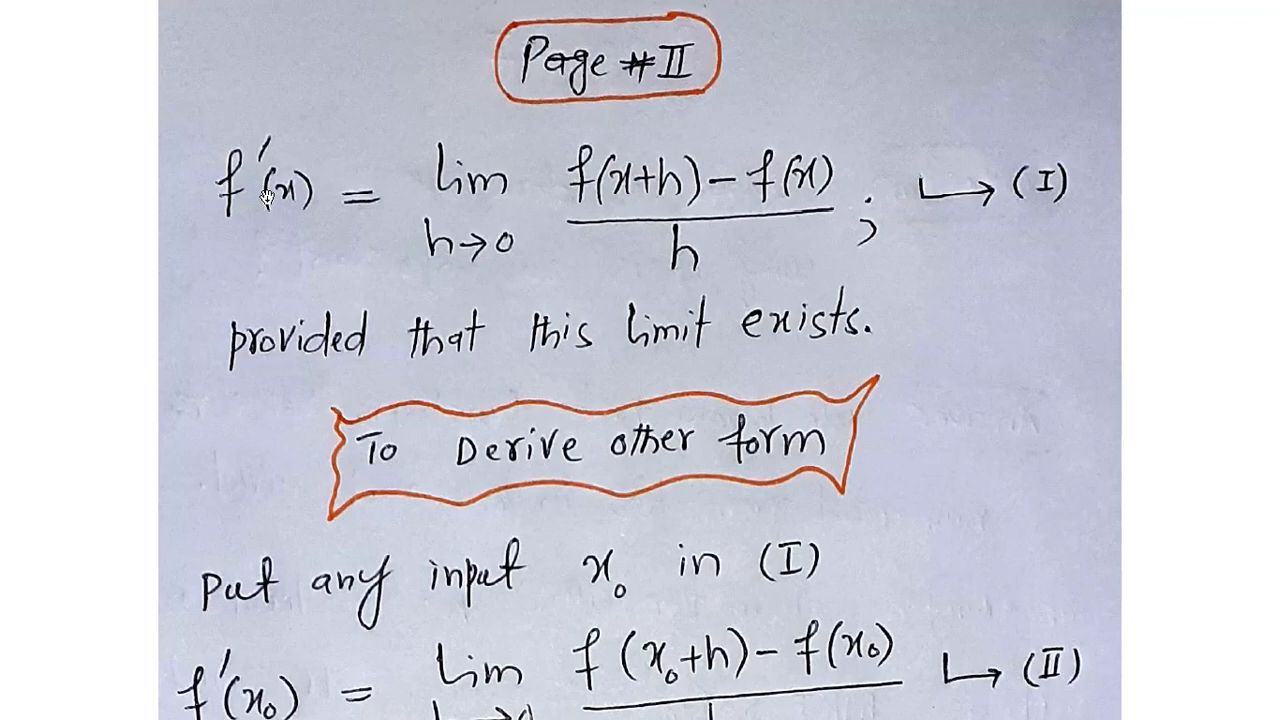 Page #II
f'(x) = lim h→0 f(x+h) - f(x) / h ; ↳ (I)
provided that this limit exists.
To Derive other form
Put any input x₀ in (I)
f'(x₀) = lim h→0 f(x₀+h) - f(x₀) / h ↳ (II)